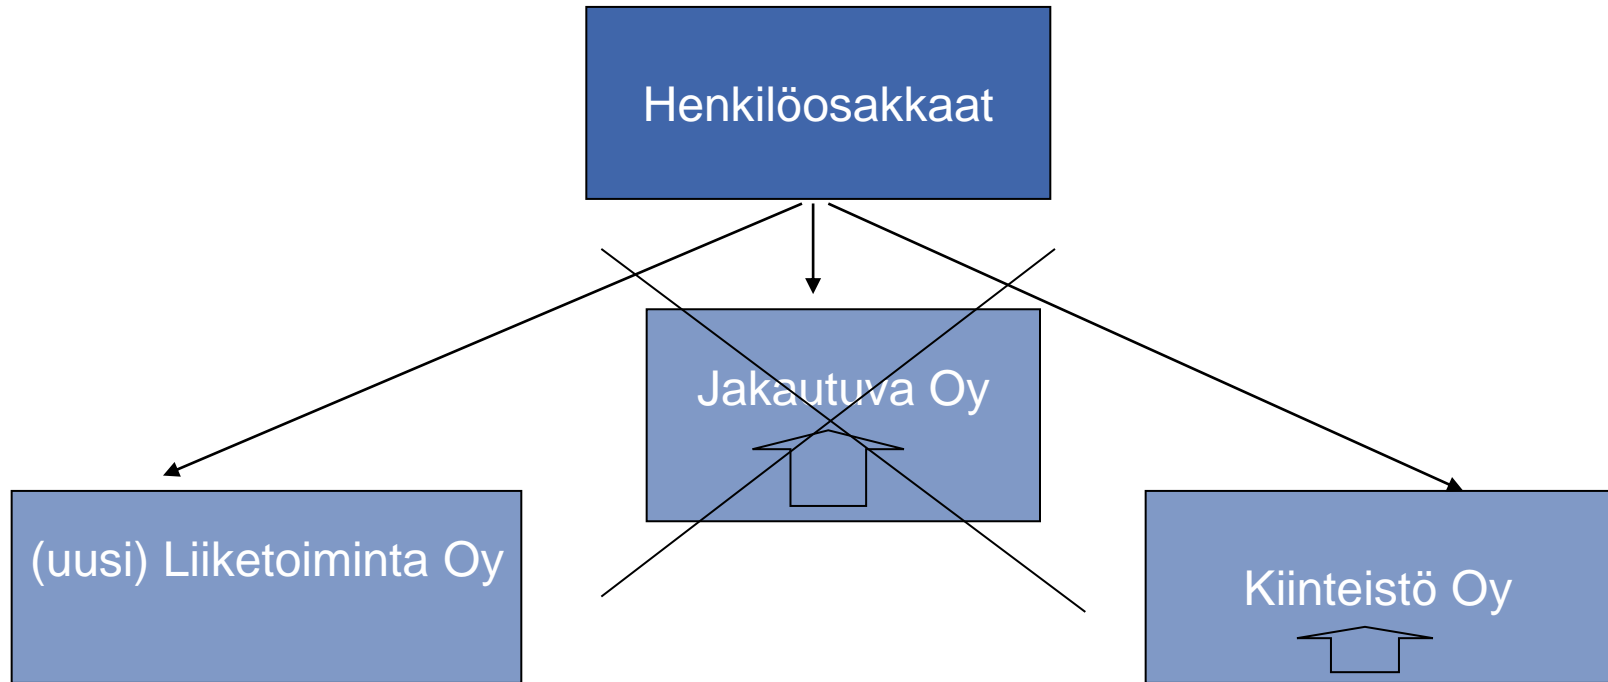 Henkilöosakkaat
Jakautuva Oy
(uusi) Liiketoiminta Oy
Kiinteistö Oy